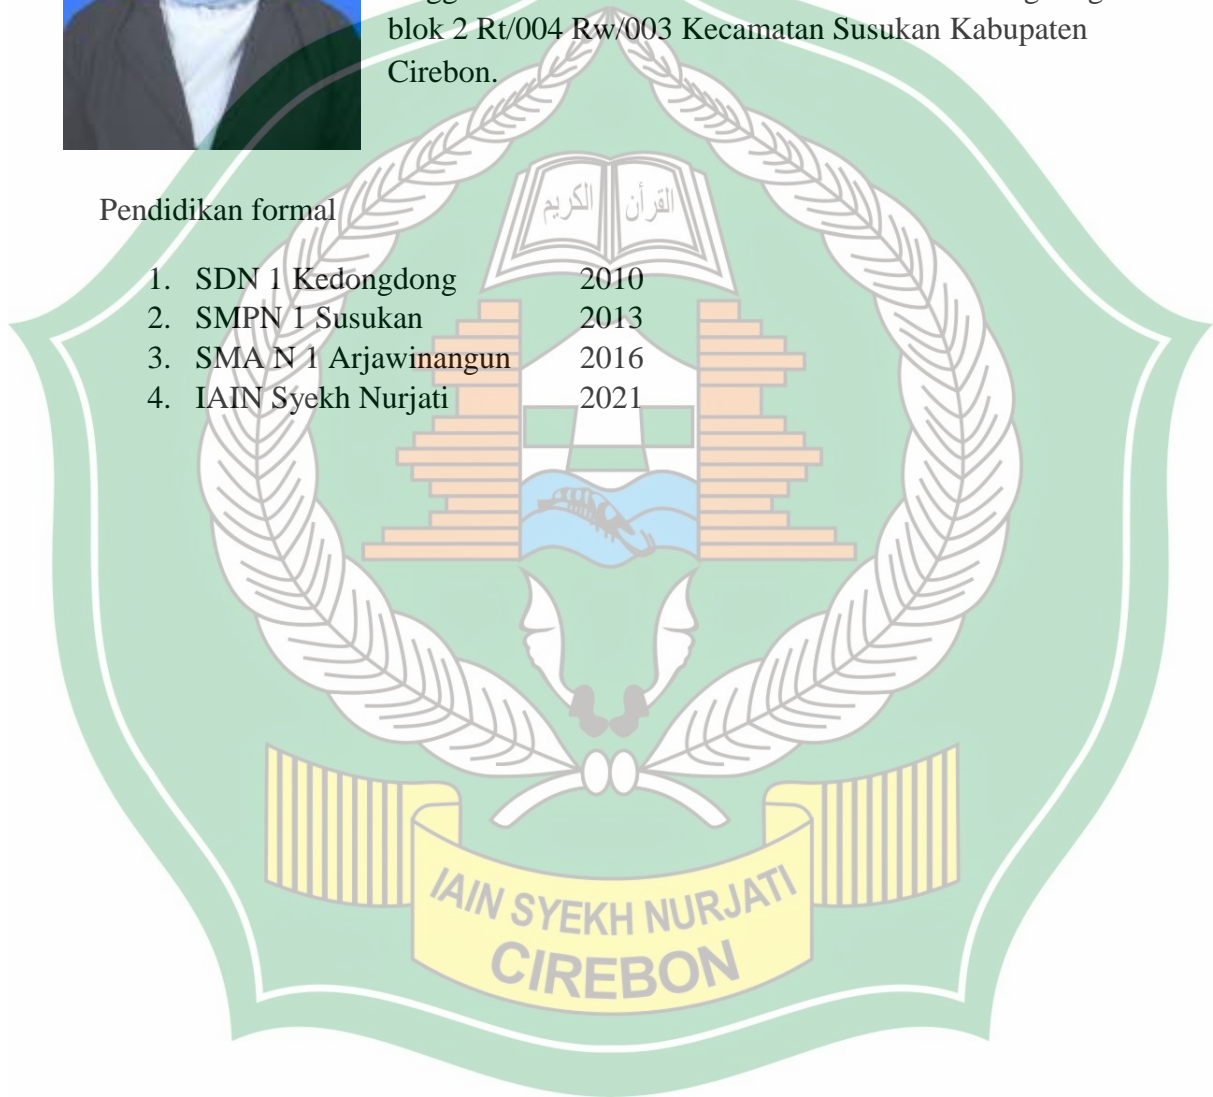 blok 2 Rt/004 Rw/003 Kecamatan Susukan Kabupaten
Cirebon.
Pendidikan formal
1. SDN 1 Kedongdong 2010
2. SMPN 1 Susukan 2013
3. SMA N 1 Arjawinangun 2016
4. IAIN Syekh Nurjati 2021
القرأن الكريم
IAIN SYEKH NURJATI
CIREBON